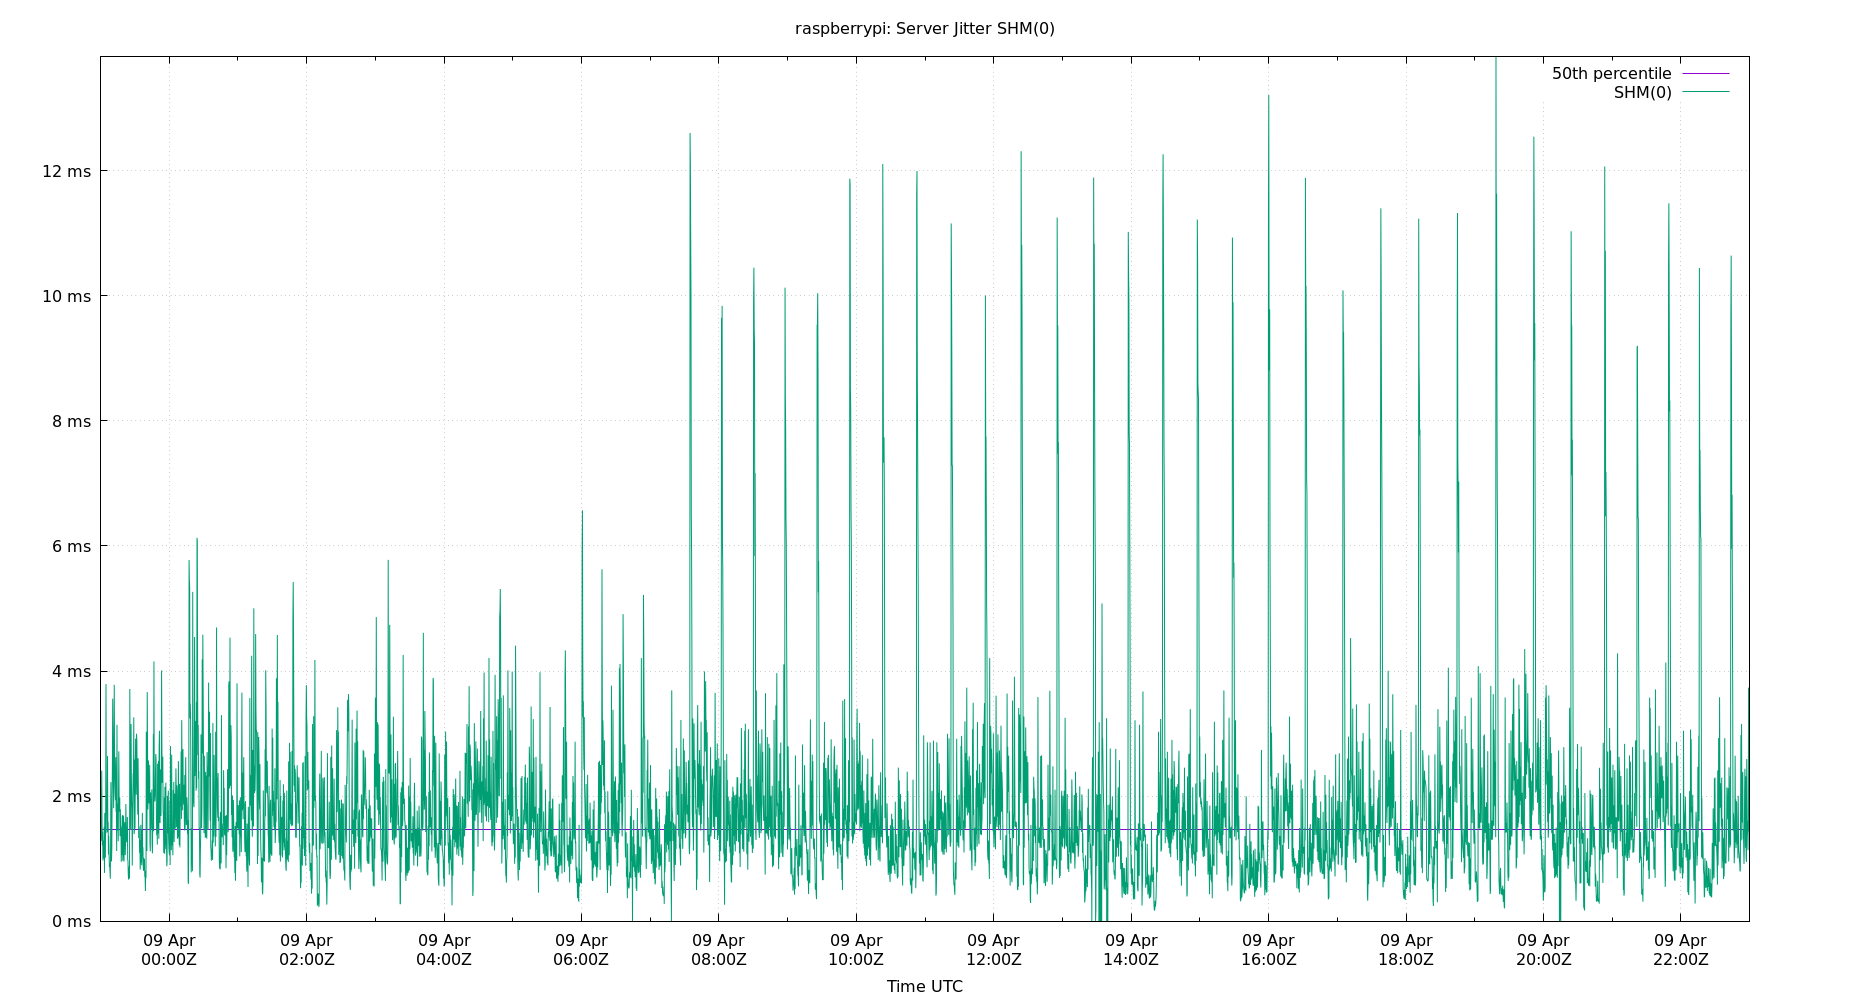 raspberrypi: Server Jitter SHM(0)
50th percentile
SHM(0)
12 ms
10 ms
8 ms
6 ms
4 ms
2 ms
0 ms
09 Apr 09 Apr 09 Apr 09 Apr 09 Apr 09 Apr 09 Apr 09 Apr 09 Apr 09 Apr 09 Apr 09 Apr
00:00Z 02:00Z 04:00Z 06:00Z 08:00Z 10:00Z 12:00Z 14:00Z 16:00Z 18:00Z 20:00Z 22:00Z
Time UTC